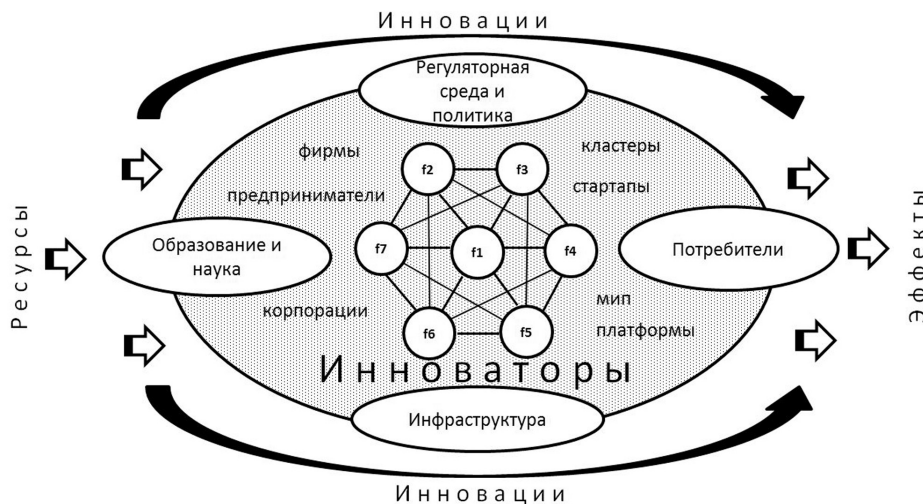 Инновации
Регуляторная
среда и
политика
фирмы
кластеры
предприниматели
стартапы
f2
f3
Ресурсы
Образование и
наука
f7
f1
f4
Потребители
Эффекты
корпорации
мип
платформы
f6
f5
Инноваторы
Инфраструктура
Инновации